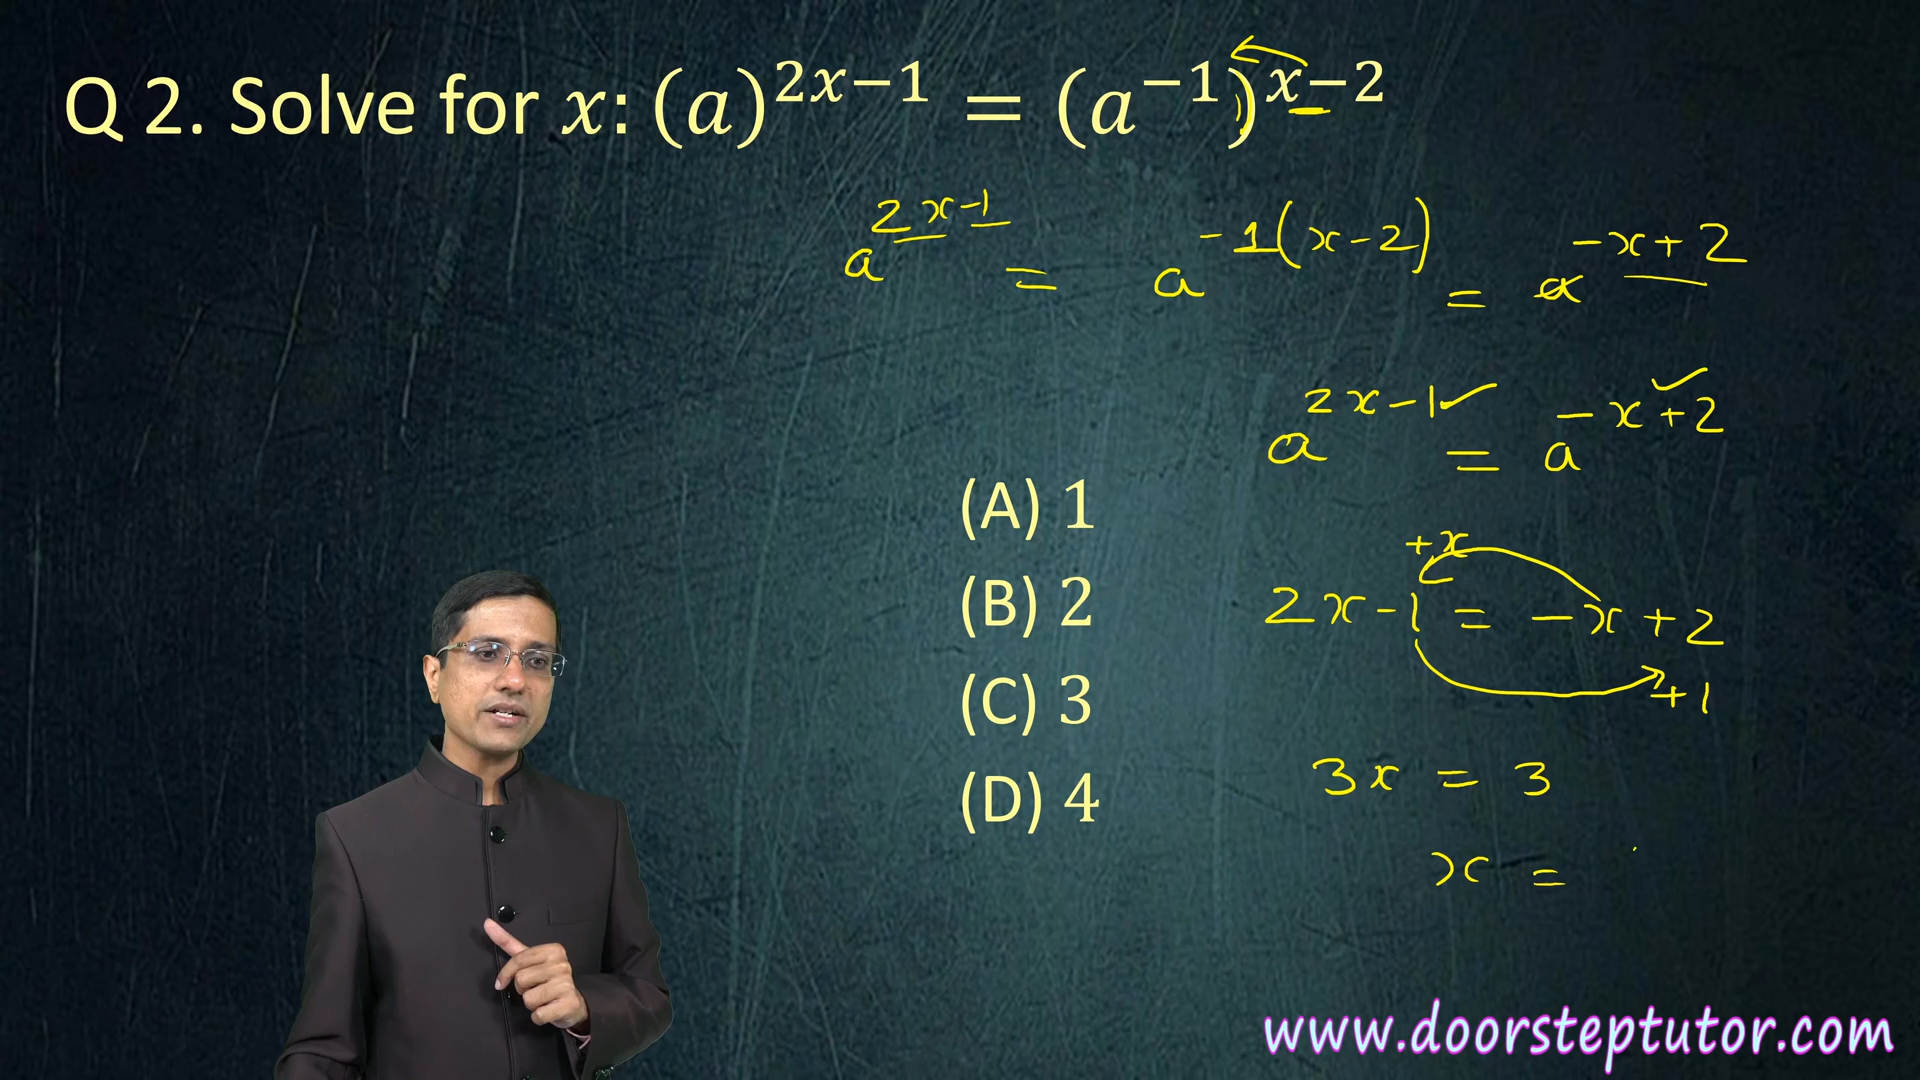 Q 2. Solve for x: (a)^{2x−1} = (a^{−1})^{x−2}
a^{2x-1} = a^{-1(x-2)} = a^{-x+2}
a^{2x-1} = a^{-x+2}
(A) 1
+x
(B) 2
2x-1 = -x+2
(C) 3
+1
3x = 3
(D) 4
x =
www.doorsteptutor.com